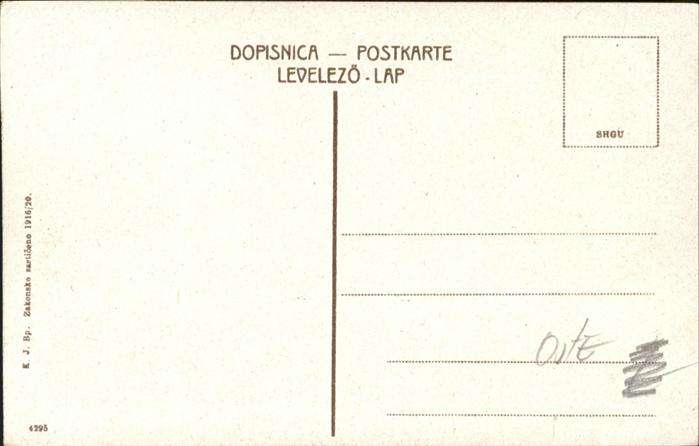 DOPISNICA — POSTKARTE
LEVELEZŐ - LAP
SHGU
K. J. Bp. Zakonsko zaštićeno 1916/20.
4295